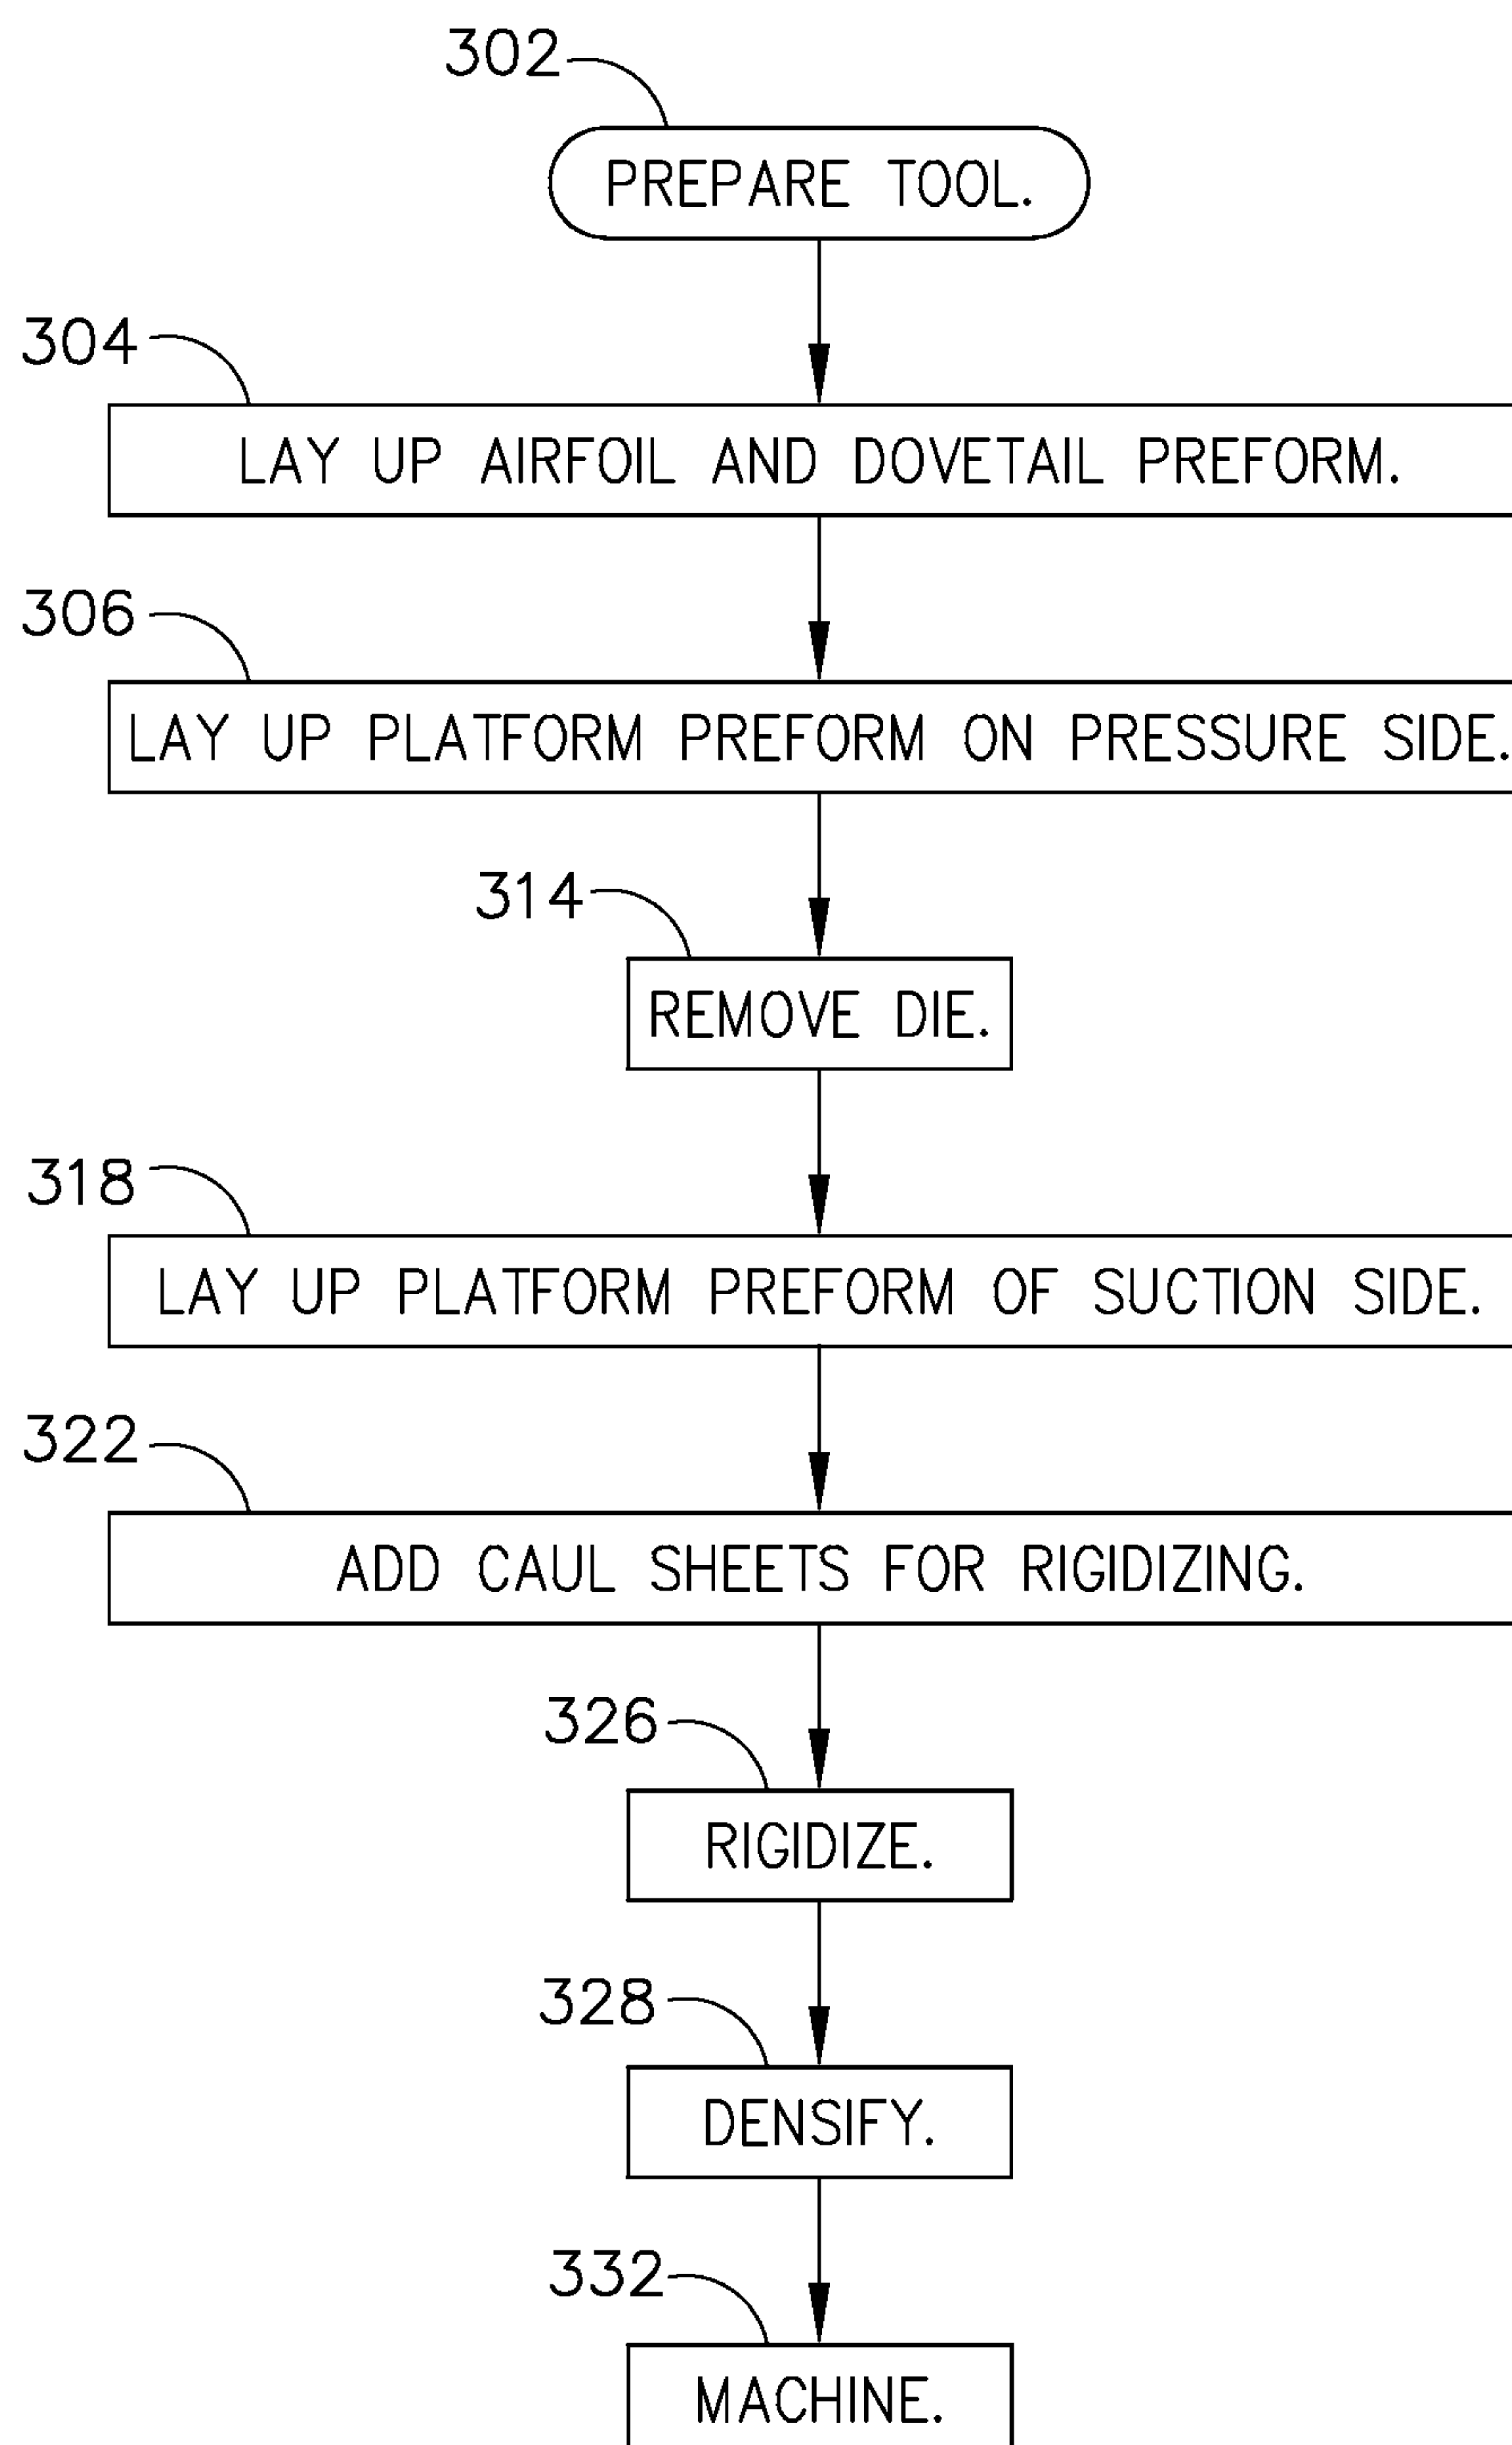 302
PREPARE TOOL.
304
LAY UP AIRFOIL AND DOVETAIL PREFORM.
306
LAY UP PLATFORM PREFORM ON PRESSURE SIDE.
314
REMOVE DIE.
318
LAY UP PLATFORM PREFORM OF SUCTION SIDE.
322
ADD CAUL SHEETS FOR RIGIDIZING.
326
RIGIDIZE.
328
DENSIFY.
332
MACHINE.